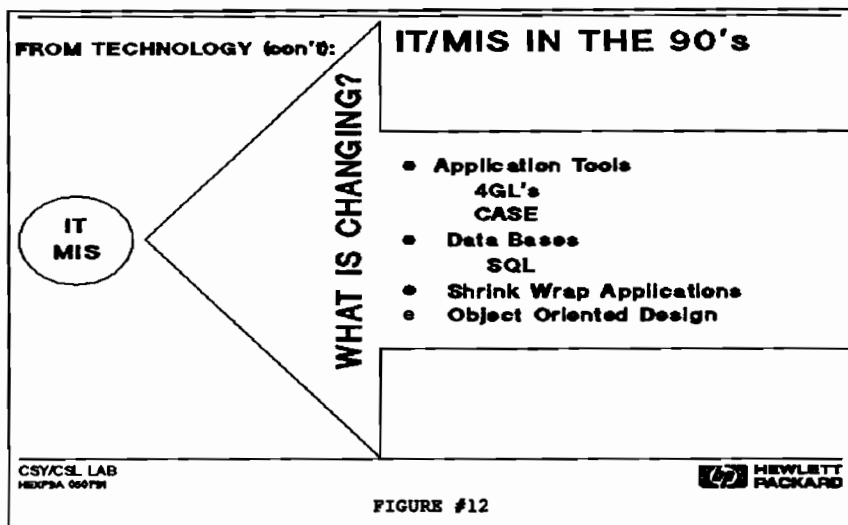 FROM TECHNOLOGY (con't):
IT/MIS IN THE 90's
IT
MIS
WHAT IS CHANGING?
● Application Tools
4GL's
CASE
● Data Bases
SQL
● Shrink Wrap Applications
● Object Oriented Design
CSY/CSL LAB
hp HEWLETT
PACKARD
FIGURE #12